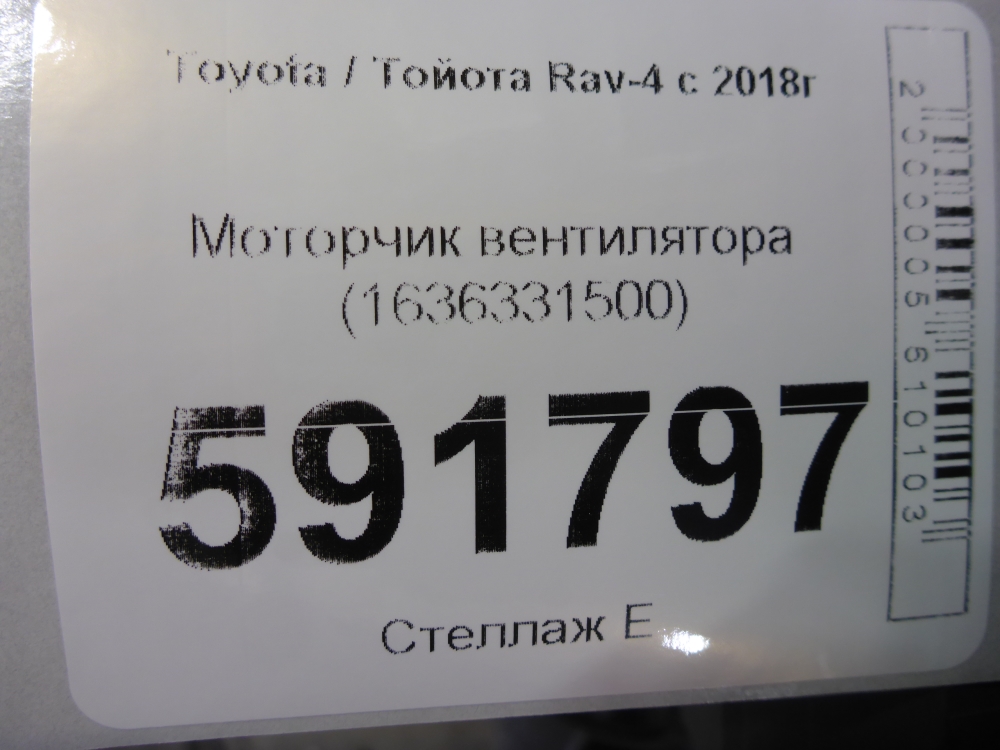 Toyota / Тойота Rav-4 с 2018г
Моторчик вентилятора
(1636331500)
591797
Стеллаж Е
2000005610103